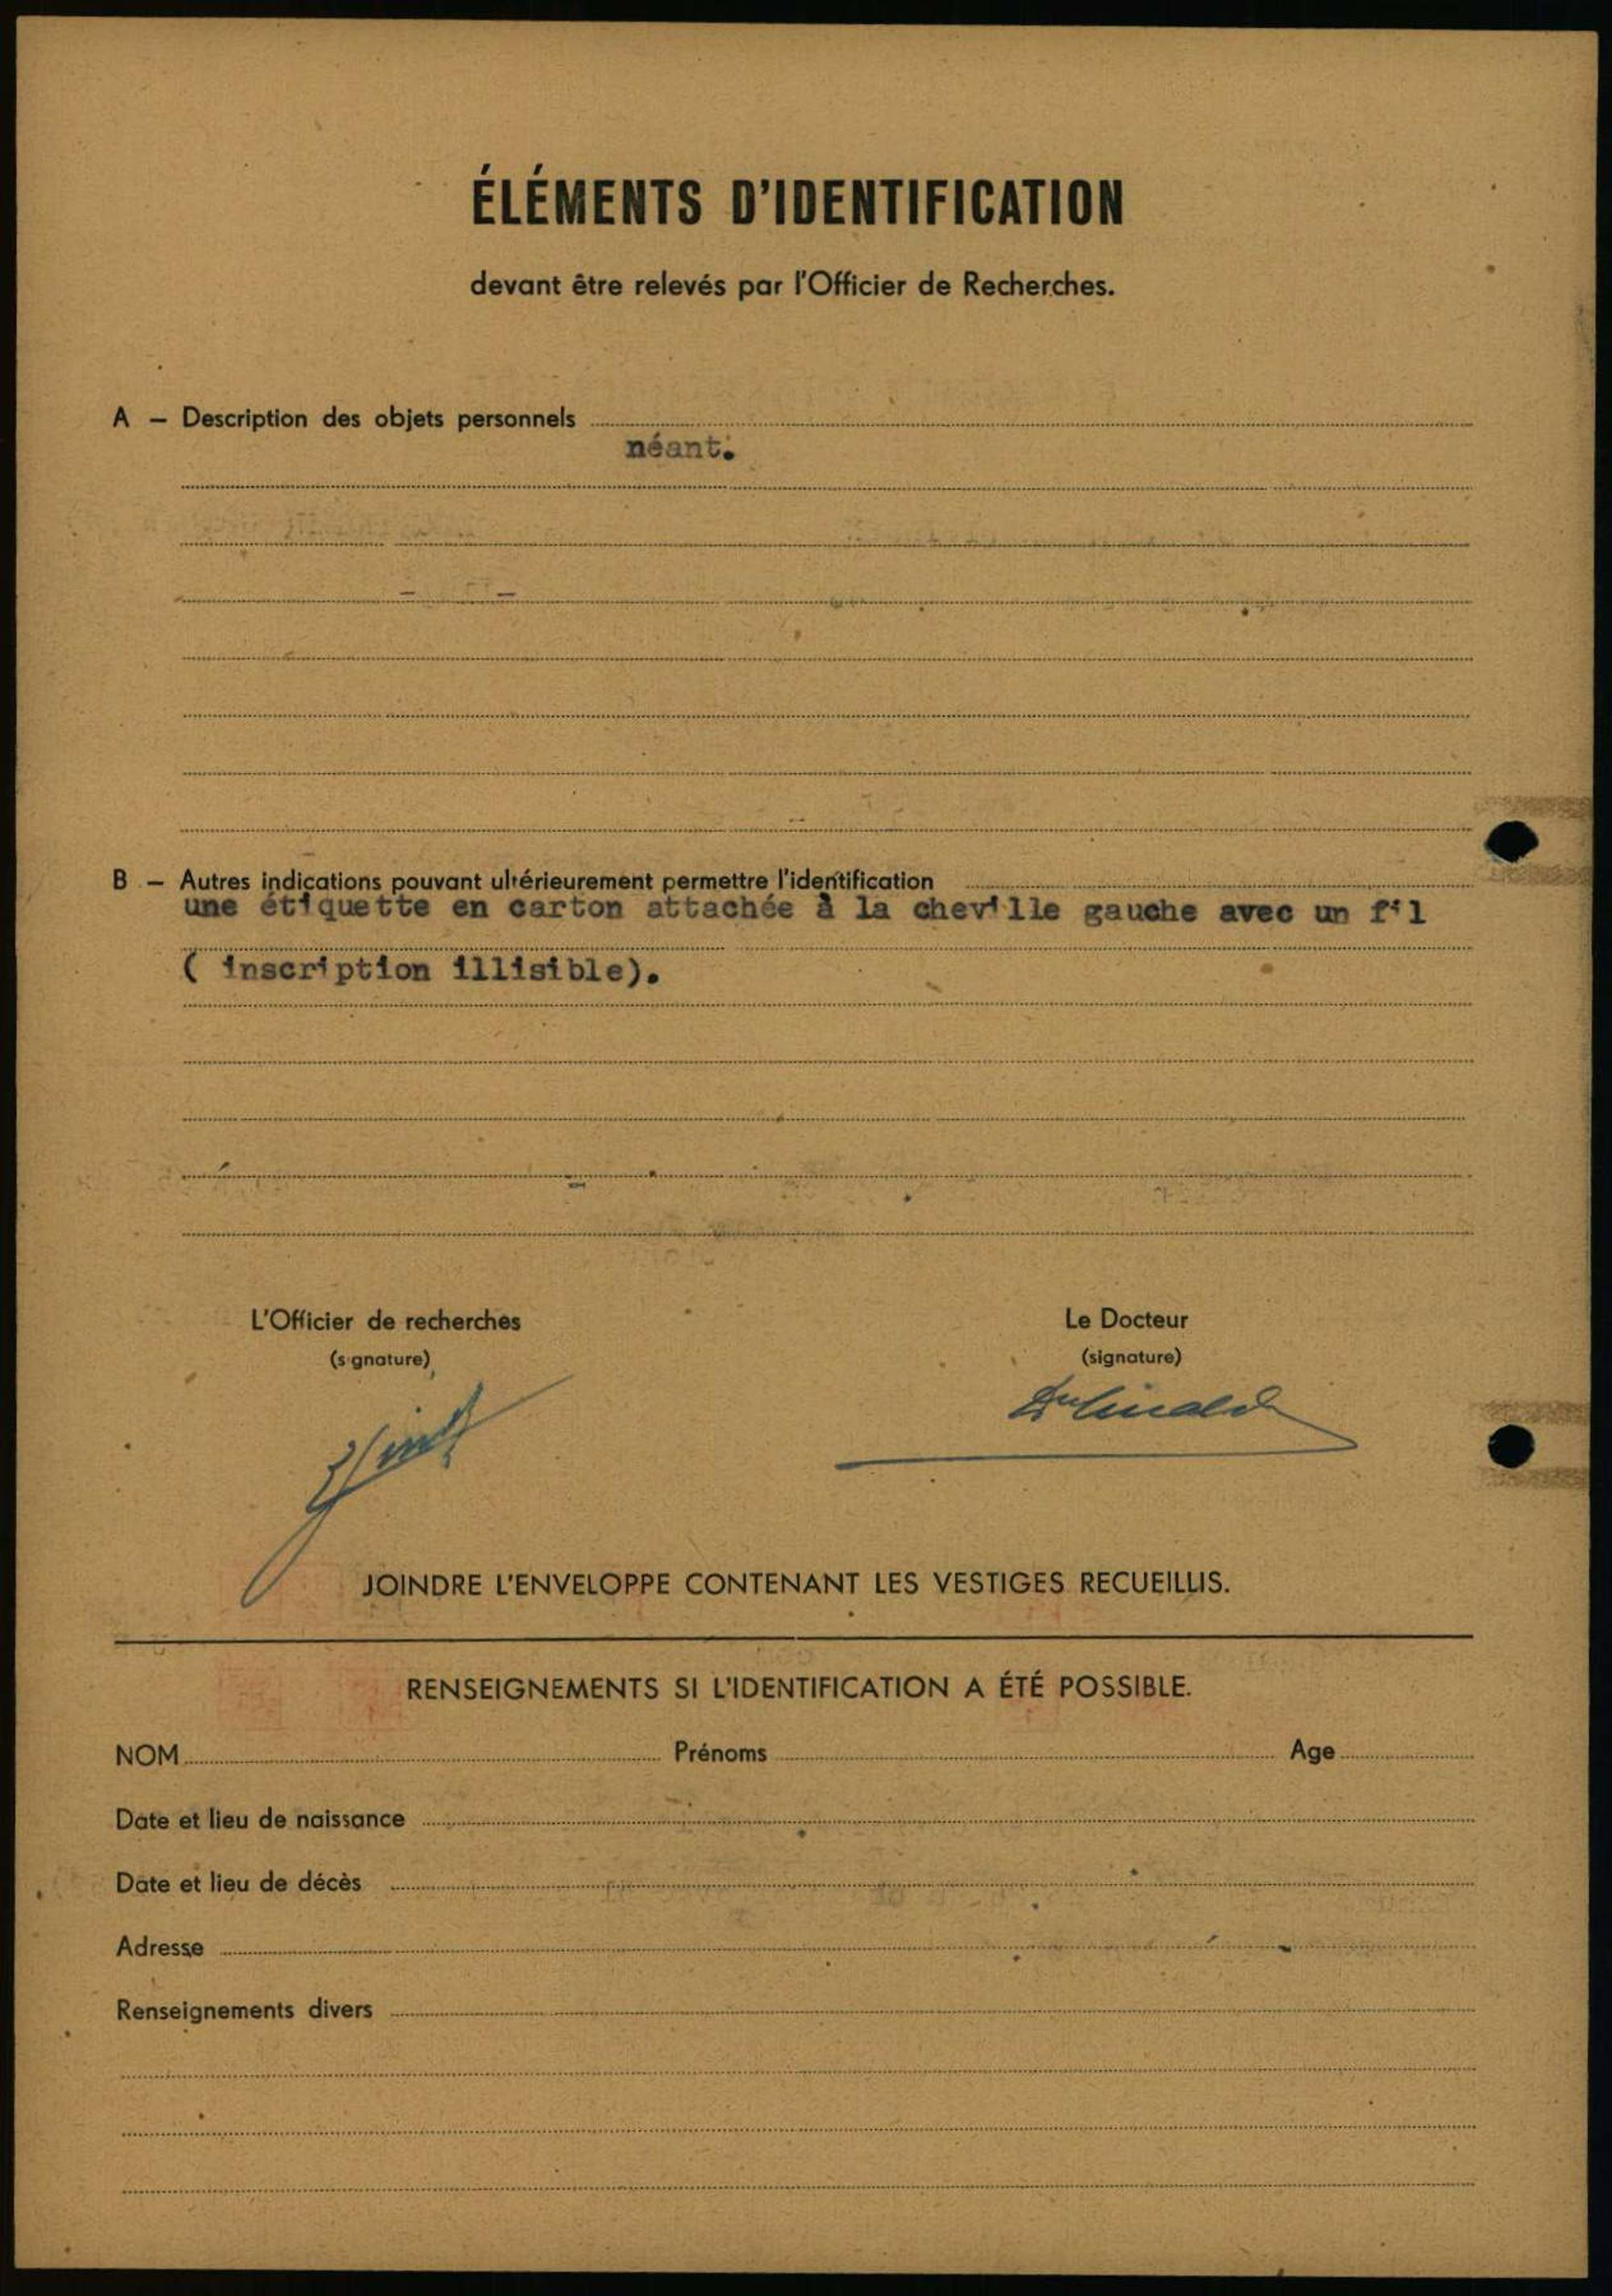 ÉLÉMENTS D'IDENTIFICATION
devant être relevés par l'Officier de Recherches.
A – Description des objets personnels
néant.
B – Autres indications pouvant ultérieurement permettre l'identification
une étiquette en carton attachée à la cheville gauche avec un fil
( inscription illisible).
L'Officier de recherches
Le Docteur
(signature)
(signature)
JOINDRE L'ENVELOPPE CONTENANT LES VESTIGES RECUEILLIS.
RENSEIGNEMENTS SI L'IDENTIFICATION A ÉTÉ POSSIBLE.
NOM Prénoms Age
Date et lieu de naissance
Date et lieu de décès
Adresse
Renseignements divers